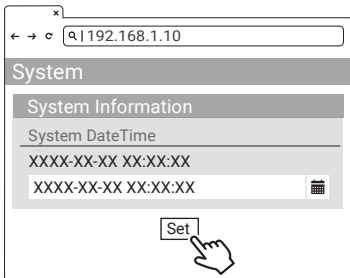 192.168.1.10
System
System Information
System DateTime
XXXX-XX-XX XX:XX:XX
XXXX-XX-XX XX:XX:XX
Set